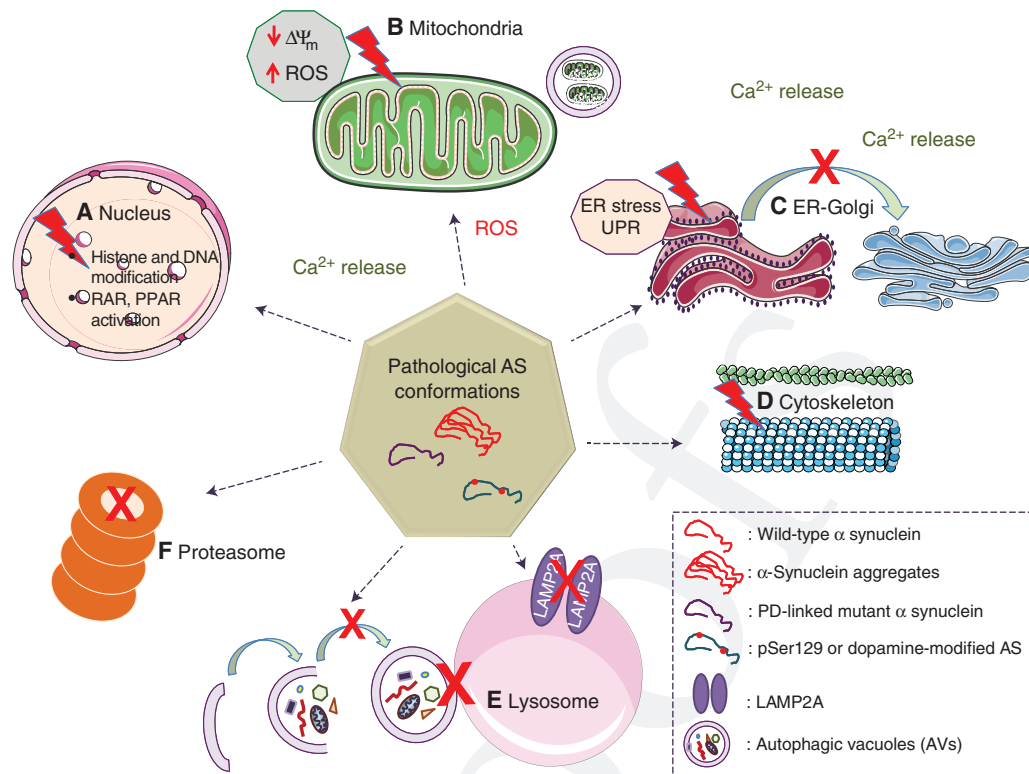 B Mitochondria
↓ ΔΨm
↑ ROS
Ca2+ release
Ca2+ release
A Nucleus
• Histone and DNA
modification
• RAR, PPAR
activation
ROS
Ca2+ release
ER stress
UPR
C ER-Golgi
Pathological AS
conformations
D Cytoskeleton
F Proteasome
LAMP2A
LAMP2A
E Lysosome
: Wild-type α synuclein
: α-Synuclein aggregates
: PD-linked mutant α synuclein
: pSer129 or dopamine-modified AS
: LAMP2A
: Autophagic vacuoles (AVs)